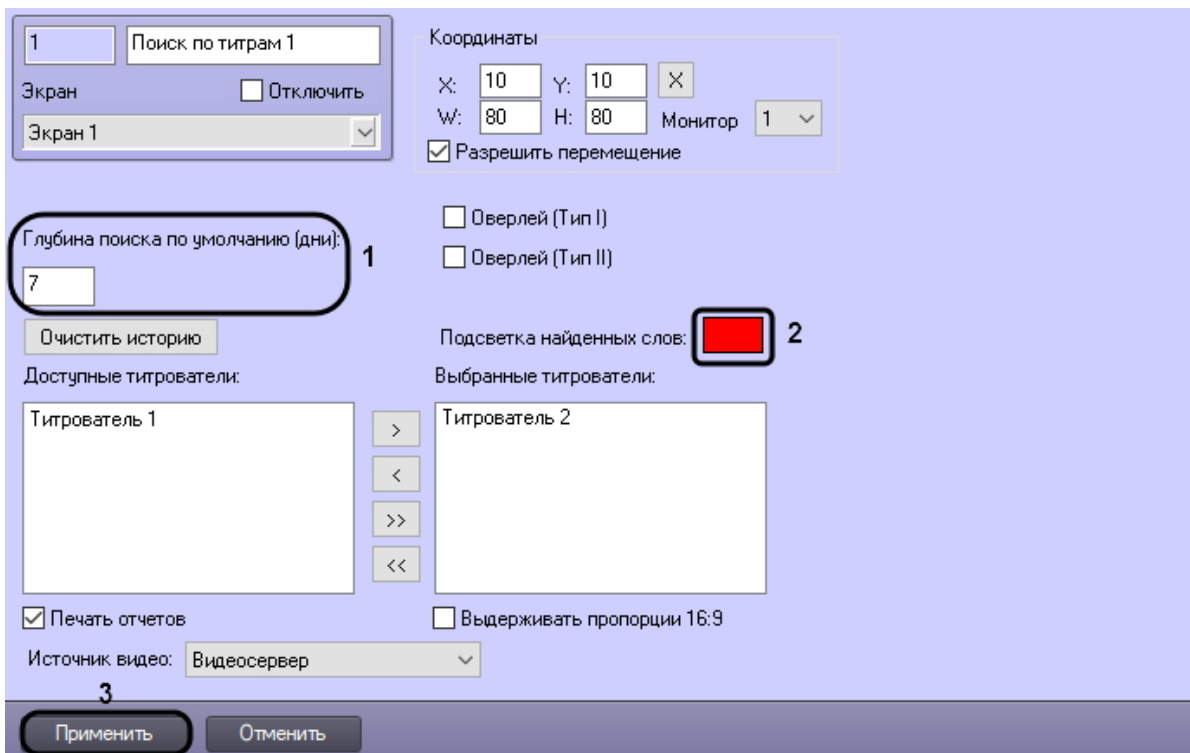 1
Поиск по титрам 1
Экран
Отключить
Экран 1
Координаты
X: 10 Y: 10 X
W: 80 H: 80 Монитор 1
Разрешить перемещение
Глубина поиска по умолчанию (дни):
7
1
Оверлей (Тип I)
Оверлей (Тип II)
Очистить историю
Подсветка найденных слов:
2
Доступные титрователи:
Выбранные титрователи:
Титрователь 1
Титрователь 2
>
<
>>
<<
Печать отчетов
Выдерживать пропорции 16:9
Источник видео: Видеосервер
3
Применить
Отменить